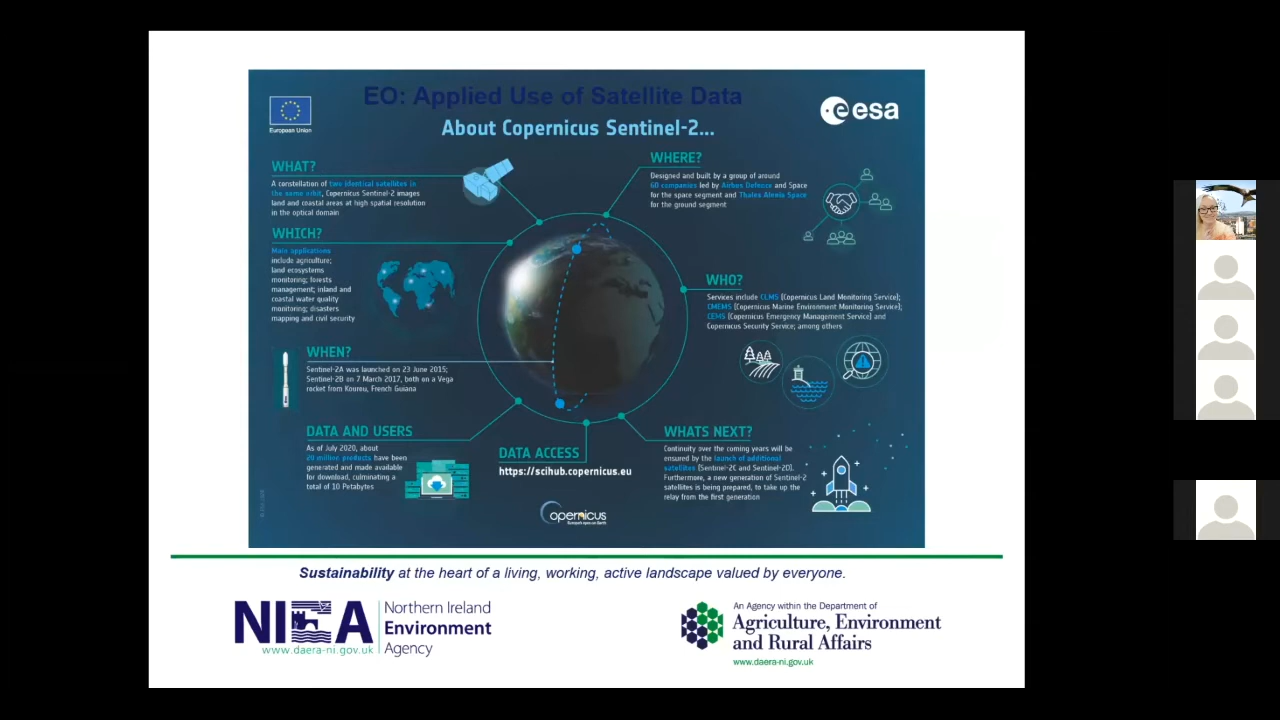 EO: Applied Use of Satellite Data
European Union
esa
About Copernicus Sentinel-2...
WHAT?
A constellation of two identical satellites in
the same orbit, Copernicus Sentinel-2 images
land and coastal areas at high spatial resolution
in the optical domain
WHERE?
Designed and built by a group of around
60 companies led by Airbus Defence and Space
for the space segment and Thales Alenia Space
for the ground segment
WHICH?
Main applications
include agriculture;
land ecosystems
monitoring; forests
management; inland and
coastal water quality
monitoring; disasters
mapping and civil security
WHO?
Services include CLMS (Copernicus Land Monitoring Service);
CMEMS (Copernicus Marine Environment Monitoring Service);
CEMS (Copernicus Emergency Management Service) and
Copernicus Security Service; among others
WHEN?
Sentinel-2A was launched on 23 June 2015;
Sentinel-2B on 7 March 2017, both on a Vega
rocket from Kourou, French Guiana
DATA AND USERS
As of July 2020, about
20 million products have been
generated and made available
for download, culminating a
total of 10 Petabytes
DATA ACCESS
https://scihub.copernicus.eu
WHATS NEXT?
Continuity over the coming years will be
ensured by the launch of additional
satellites (Sentinel-2C and Sentinel-2D).
Furthermore, a new generation of Sentinel-2
satellites is being prepared, to take up the
relay from the first generation
opernicus
Europe's eyes on Earth
Sustainability at the heart of a living, working, active landscape valued by everyone.
NIEA
www.daera-ni.gov.uk
Northern Ireland
Environment
Agency
An Agency within the Department of
Agriculture, Environment
and Rural Affairs
www.daera-ni.gov.uk